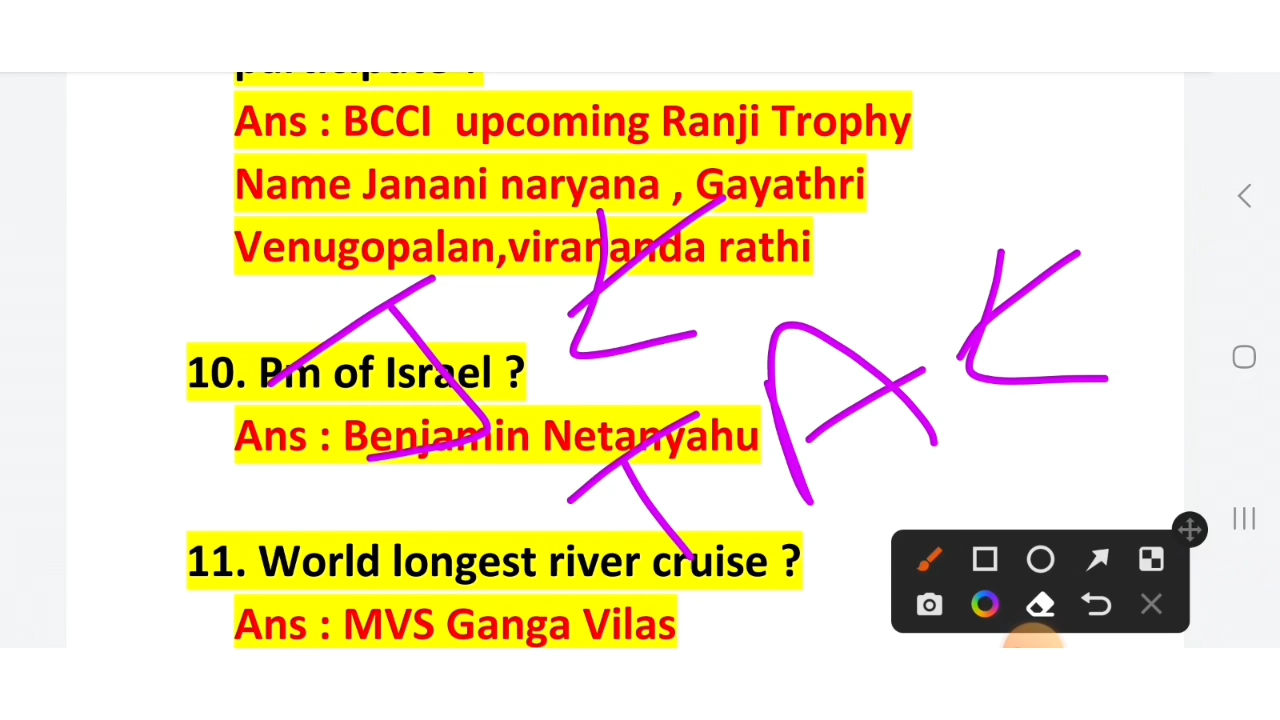 participate ?
Ans : BCCI upcoming Ranji Trophy
Name Janani naryana , Gayathri
Venugopalan,virananda rathi
10. Pm of Israel ?
Ans : Benjamin Netanyahu
11. World longest river cruise ?
Ans : MVS Ganga Vilas
J K
T A K